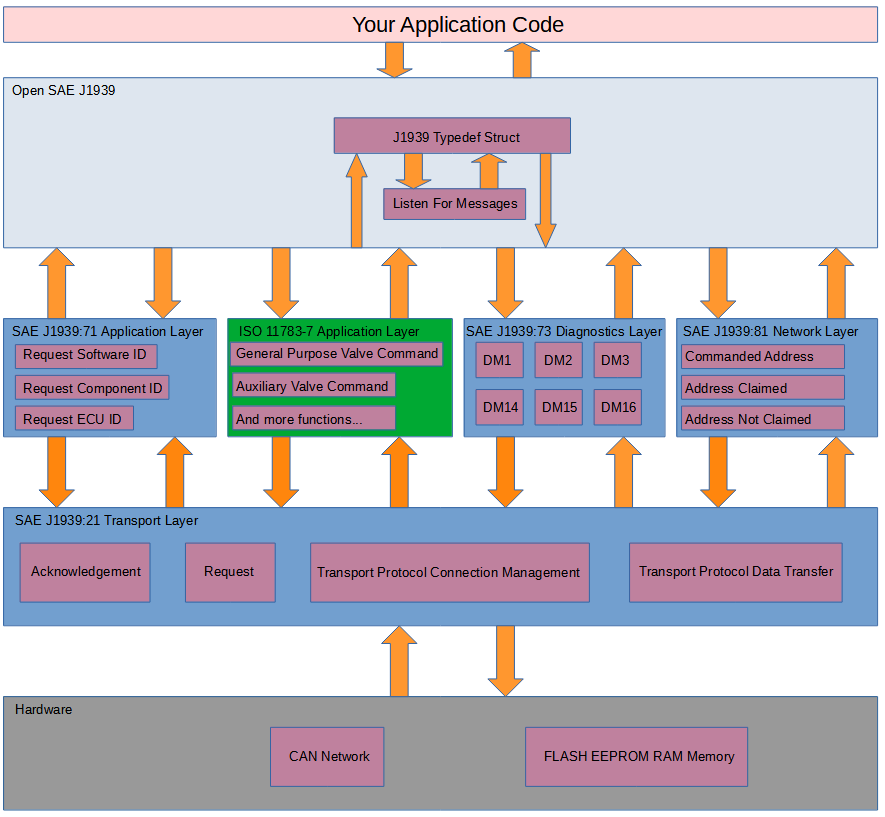 Your Application Code
Open SAE J1939
J1939 Typedef Struct
Listen For Messages
SAE J1939:71 Application Layer
Request Software ID
Request Component ID
Request ECU ID
ISO 11783-7 Application Layer
General Purpose Valve Command
Auxiliary Valve Command
And more functions...
SAE J1939:73 Diagnostics Layer
DM1
DM2
DM3
DM14
DM15
DM16
SAE J1939:81 Network Layer
Commanded Address
Address Claimed
Address Not Claimed
SAE J1939:21 Transport Layer
Acknowledgement
Request
Transport Protocol Connection Management
Transport Protocol Data Transfer
Hardware
CAN Network
FLASH EEPROM RAM Memory